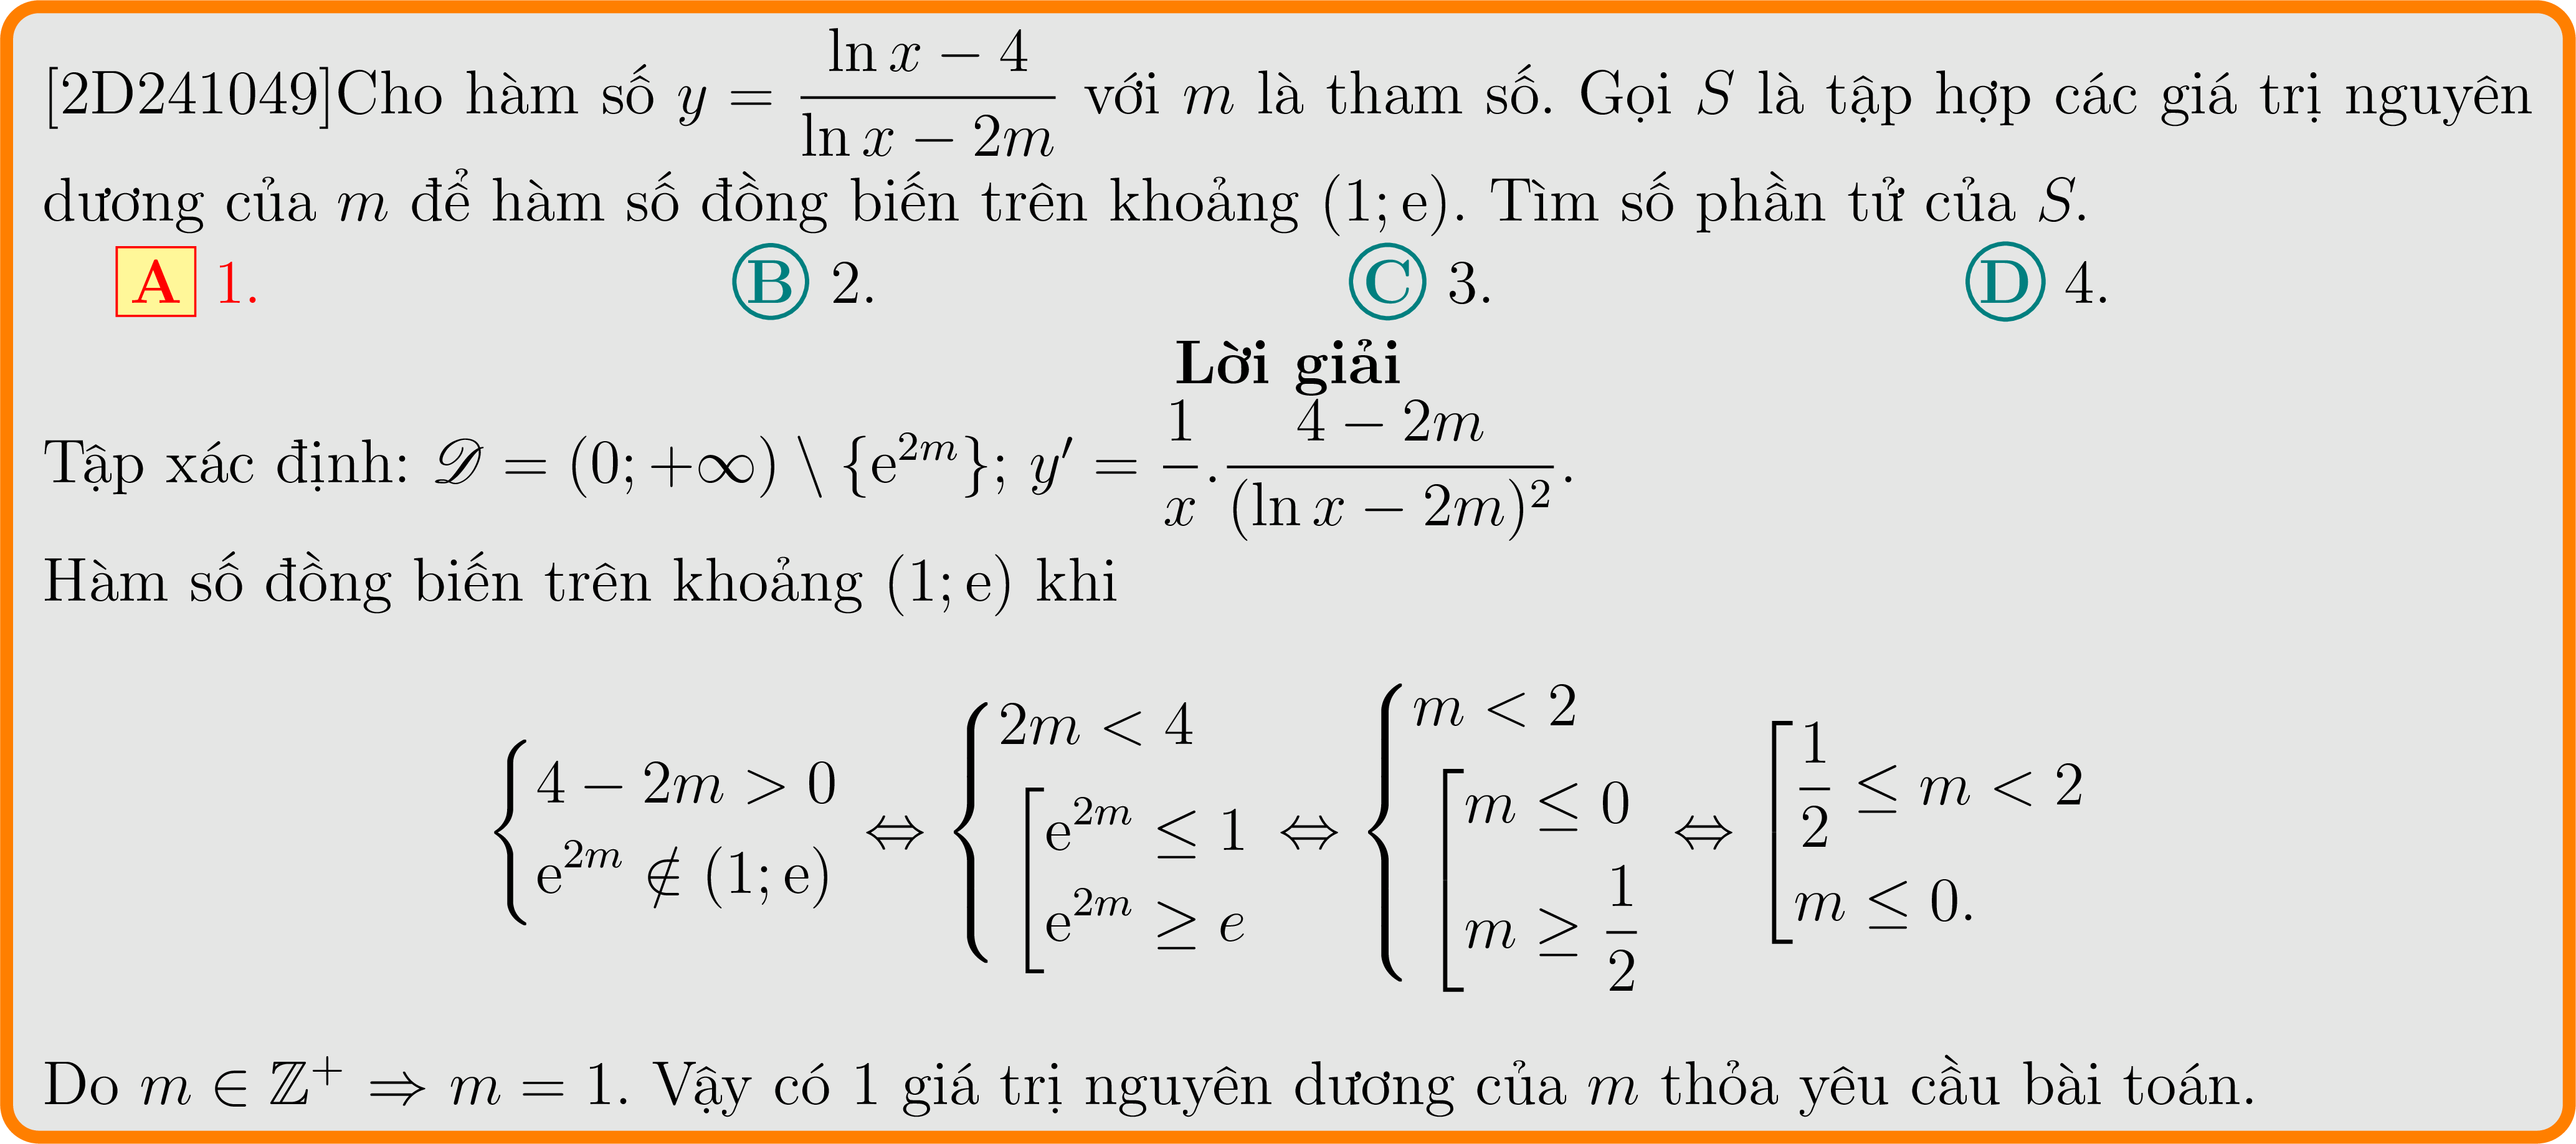 [2D241049]Cho hàm số $y = \dfrac{\ln x - 4}{\ln x - 2m}$ với $m$ là tham số. Gọi $S$ là tập hợp các giá trị nguyên
dương của $m$ để hàm số đồng biến trên khoảng $(1; \mathrm{e})$. Tìm số phần tử của $S$.
A 1. B 2. C 3. D 4.
Lời giải
Tập xác định: $\mathscr{D} = (0; +\infty) \setminus \{\mathrm{e}^{2m}\}$; $y' = \dfrac{1}{x}.\dfrac{4 - 2m}{(\ln x - 2m)^2}$.
Hàm số đồng biến trên khoảng $(1; \mathrm{e})$ khi
$\begin{cases} 4 - 2m > 0 \\ \mathrm{e}^{2m} \notin (1; \mathrm{e}) \end{cases} \Leftrightarrow \begin{cases} 2m < 4 \\ \left[\begin{array}{l} \mathrm{e}^{2m} \leq 1 \\ \mathrm{e}^{2m} \geq e \end{array}\right. \end{cases} \Leftrightarrow \begin{cases} m < 2 \\ \left[\begin{array}{l} m \leq 0 \\ m \geq \dfrac{1}{2} \end{array}\right. \end{cases} \Leftrightarrow \left[\begin{array}{l} \dfrac{1}{2} \leq m < 2 \\ m \leq 0. \end{array}\right.$
Do $m \in \mathbb{Z}^+ \Rightarrow m = 1$. Vậy có 1 giá trị nguyên dương của $m$ thỏa yêu cầu bài toán.